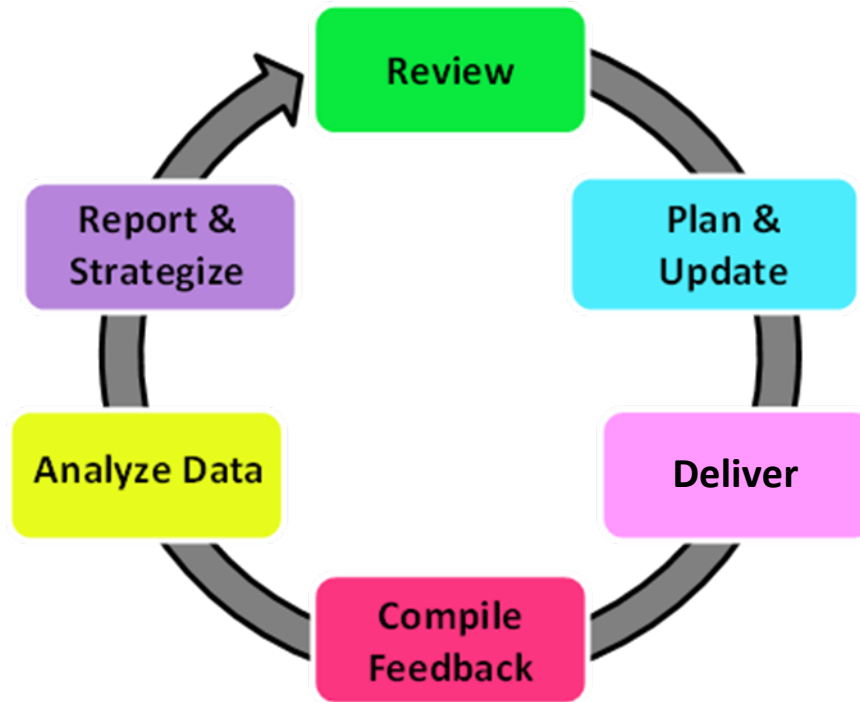 Review
Plan &
Update
Deliver
Compile
Feedback
Analyze Data
Report &
Strategize